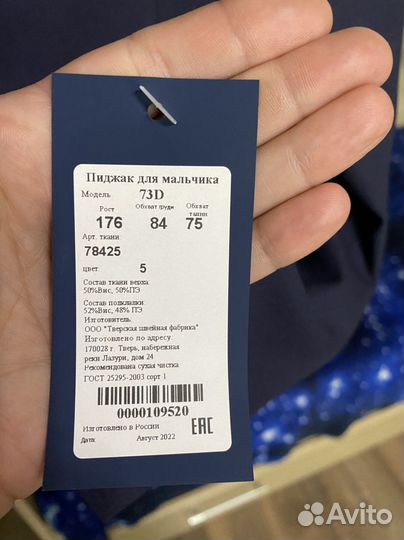 Пиджак для мальчика
Модель 73D
Рост Обхват груди Обхват талии
176 84 75
Арт. ткани
78425
цвет 5
Состав ткани верха:
50%Вис, 50%ПЭ
Состав подкладки:
52%Вис, 48% ПЭ
Изготовитель:
ООО "Тверская швейная фабрика"
Изготовлено по адресу:
170028 г. Тверь, набережная
реки Лазури, дом 24
Рекомендована сухая чистка
ГОСТ 25295-2003 сорт 1
0000109520
Изготовлено в России
Дата: Август 2022
EAC
Avito